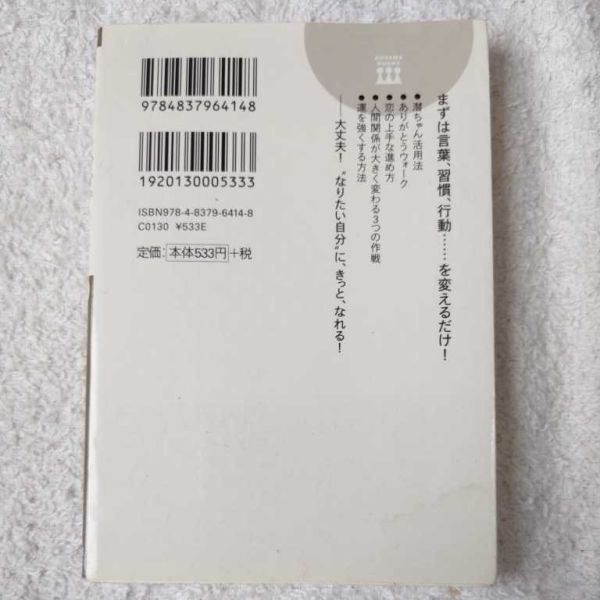 まずは言葉、習慣、行動……を変えるだけ!
●潜ちゃん活用法
●ありがとうウォーク
●恋の上手な進め方
●人間関係が大きく変わる3つの作戦
●運を強くする方法
――大丈夫!“なりたい自分”に、きっと、なれる!
9784837964148
1920130005333
ISBN978-4-8379-6414-8
C0130 ¥533E
定価:本体533円+税